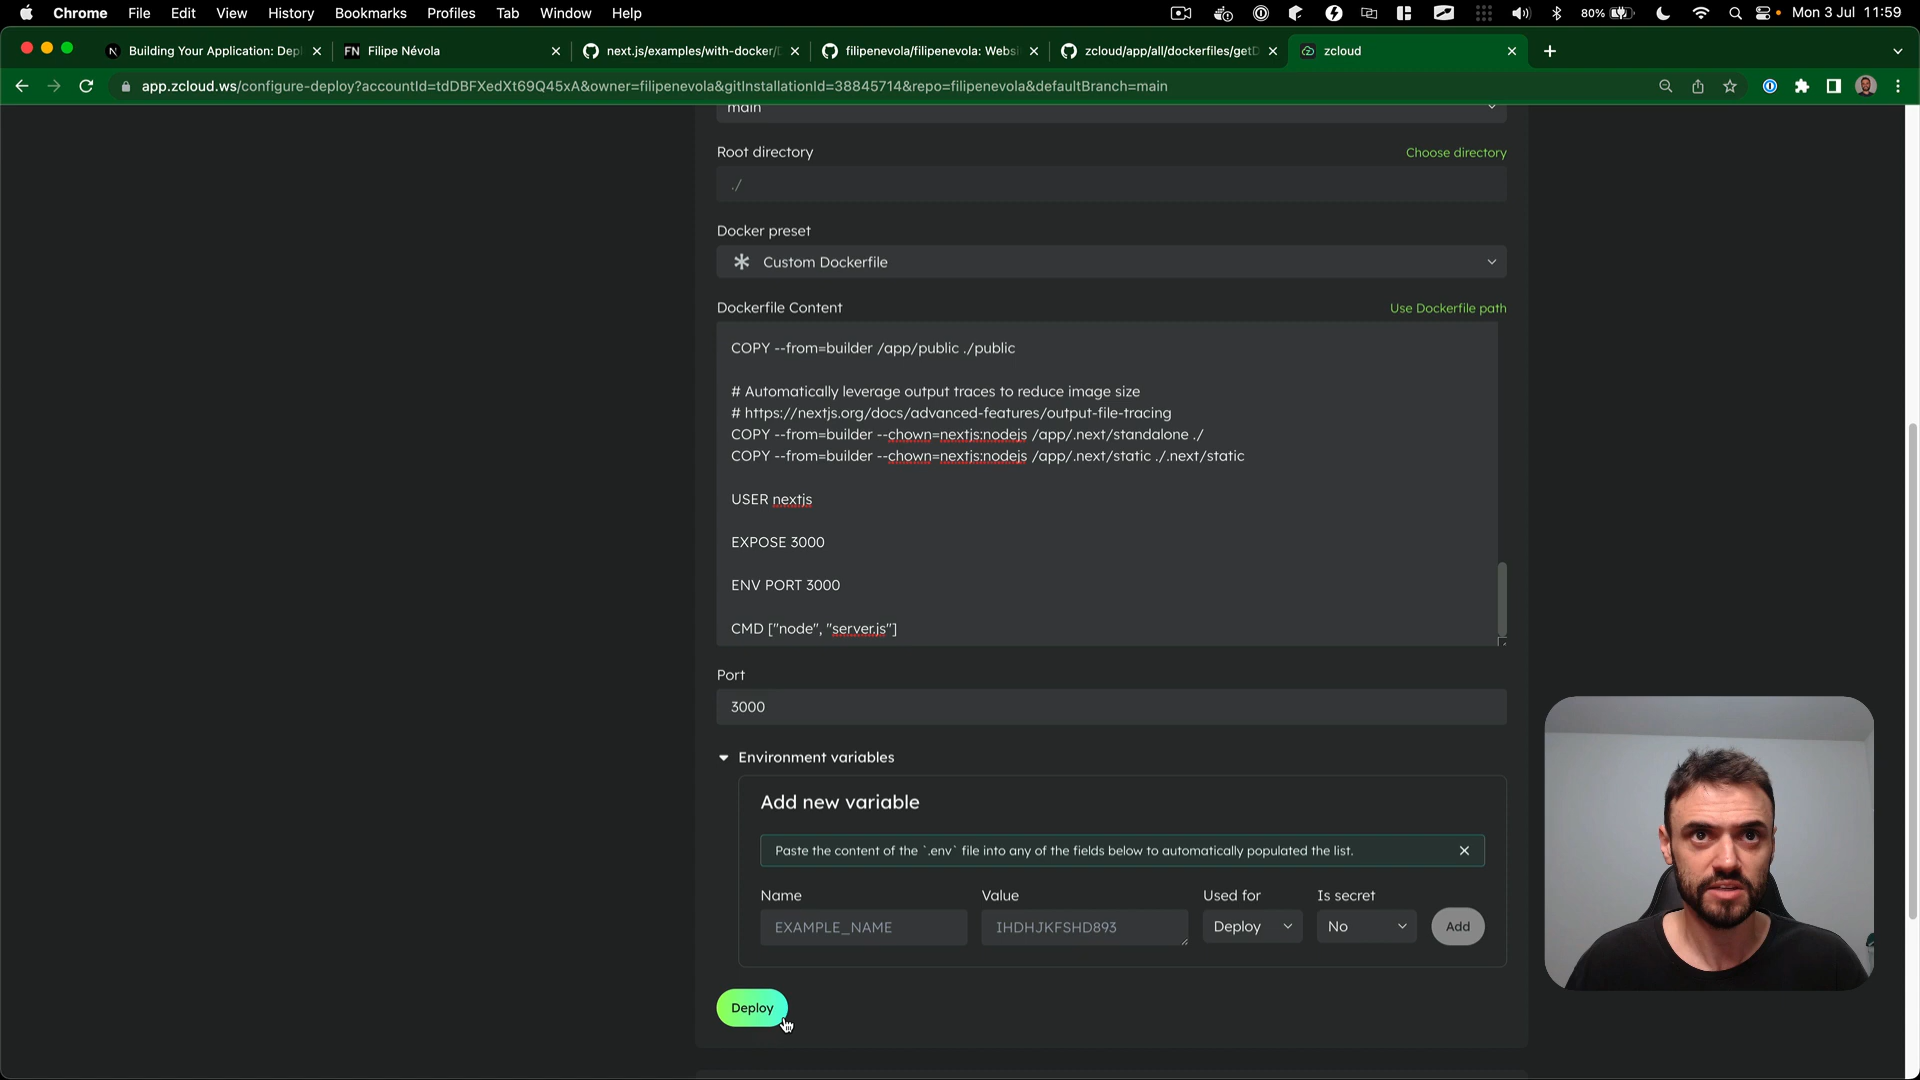 Chrome File Edit View History Bookmarks Profiles Tab Window Help 80% Mon 3 Jul 11:59
Building Your Application: Depl
FN Filipe Névola
next.js/examples/with-docker/
filipenevola/filipenevola: Websi
zcloud/app/all/dockerfiles/getD
zcloud
app.zcloud.ws/configure-deploy?accountId=tdDBFXedXt69Q45xA&owner=filipenevola&gitInstallationId=38845714&repo=filipenevola&defaultBranch=main
main
Root directory Choose directory
./
Docker preset
Custom Dockerfile
Dockerfile Content Use Dockerfile path
COPY --from=builder /app/public ./public
# Automatically leverage output traces to reduce image size
# https://nextjs.org/docs/advanced-features/output-file-tracing
COPY --from=builder --chown=nextjs:nodejs /app/.next/standalone ./
COPY --from=builder --chown=nextjs:nodejs /app/.next/static ./.next/static
USER nextjs
EXPOSE 3000
ENV PORT 3000
CMD ["node", "server.js"]
Port
3000
Environment variables
Add new variable
Paste the content of the `.env` file into any of the fields below to automatically populated the list.
Name Value Used for Is secret
EXAMPLE_NAME IHDHJKFSHD893 Deploy No Add
Deploy